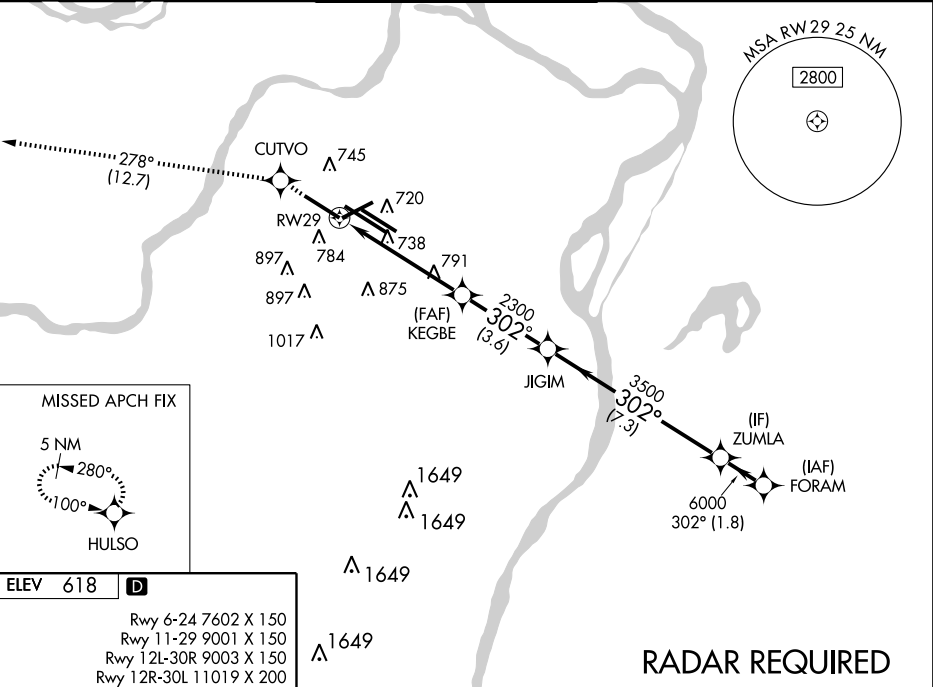 MSA RW29 25 NM
2800
278°
(12.7)
CUTVO
745
720
RW29
738
784
897
791
897
875
1017
(FAF)
KEGBE
2300
302°
(3.6)
JIGIM
3500
302°
(7.3)
(IF)
ZUMLA
(IAF)
FORAM
6000
302° (1.8)
MISSED APCH FIX
5 NM
280°
100°
HULSO
1649
1649
1649
1649
ELEV 618 D
Rwy 6-24 7602 X 150
Rwy 11-29 9001 X 150
Rwy 12L-30R 9003 X 150
Rwy 12R-30L 11019 X 200
RADAR REQUIRED